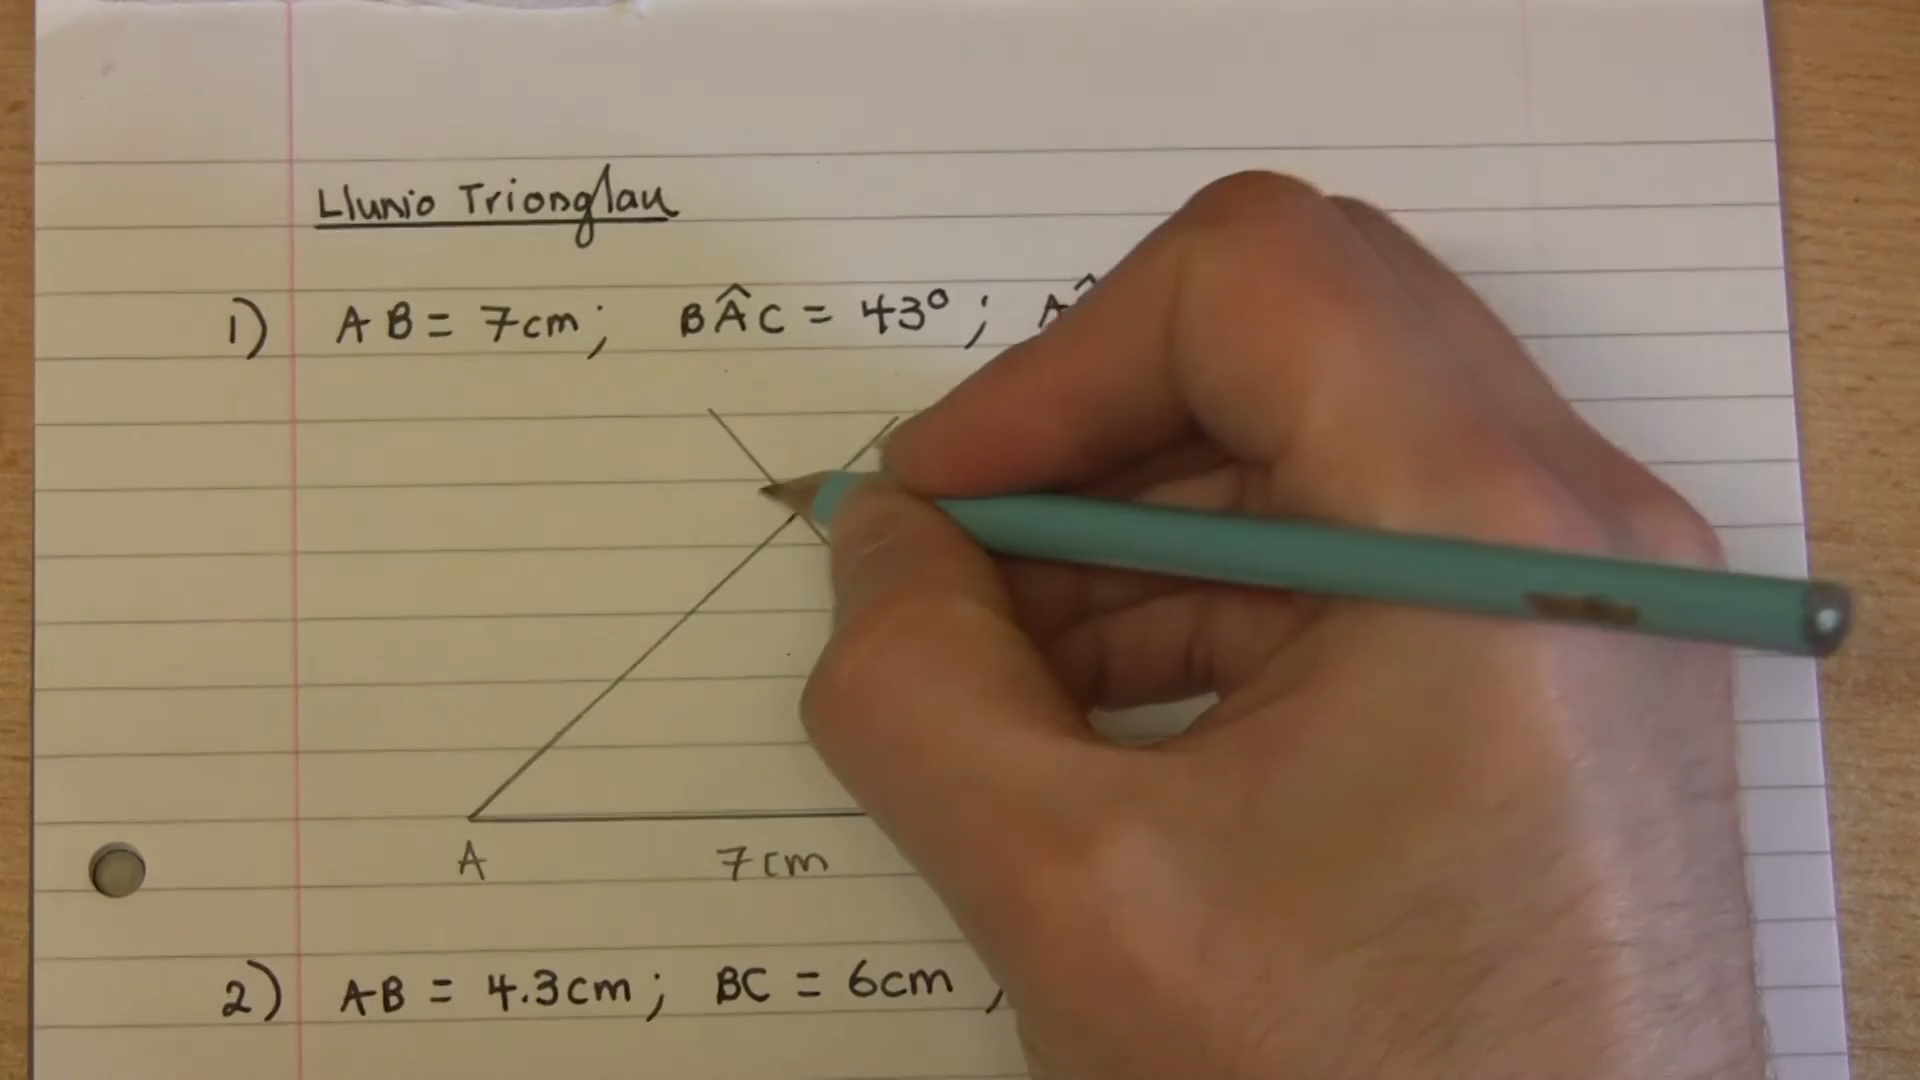 Llunio Trionglau
1) AB = 7cm; BÂC = 43°; Â
A 7cm
2) AB = 4.3cm; BC = 6cm ;